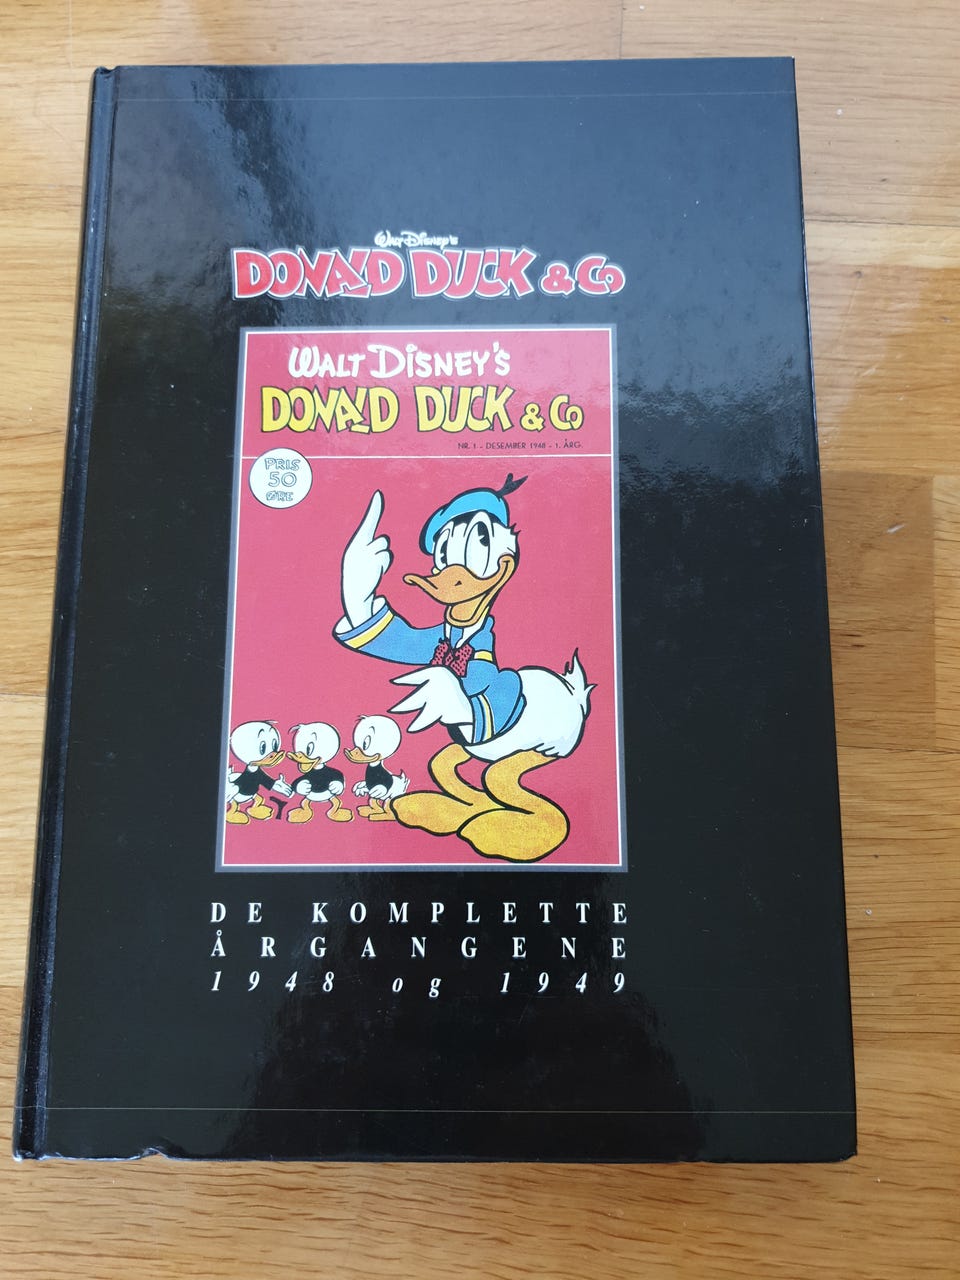 Walt Disney's
DONALD DUCK & Co
WALT DISNEY'S
DONALD DUCK & Co
NR. 1 - DESEMBER 1948 - 1. ÅRG.
PRIS
50
ØRE
DE KOMPLETTE
ÅRGANGENE
1948 og 1949